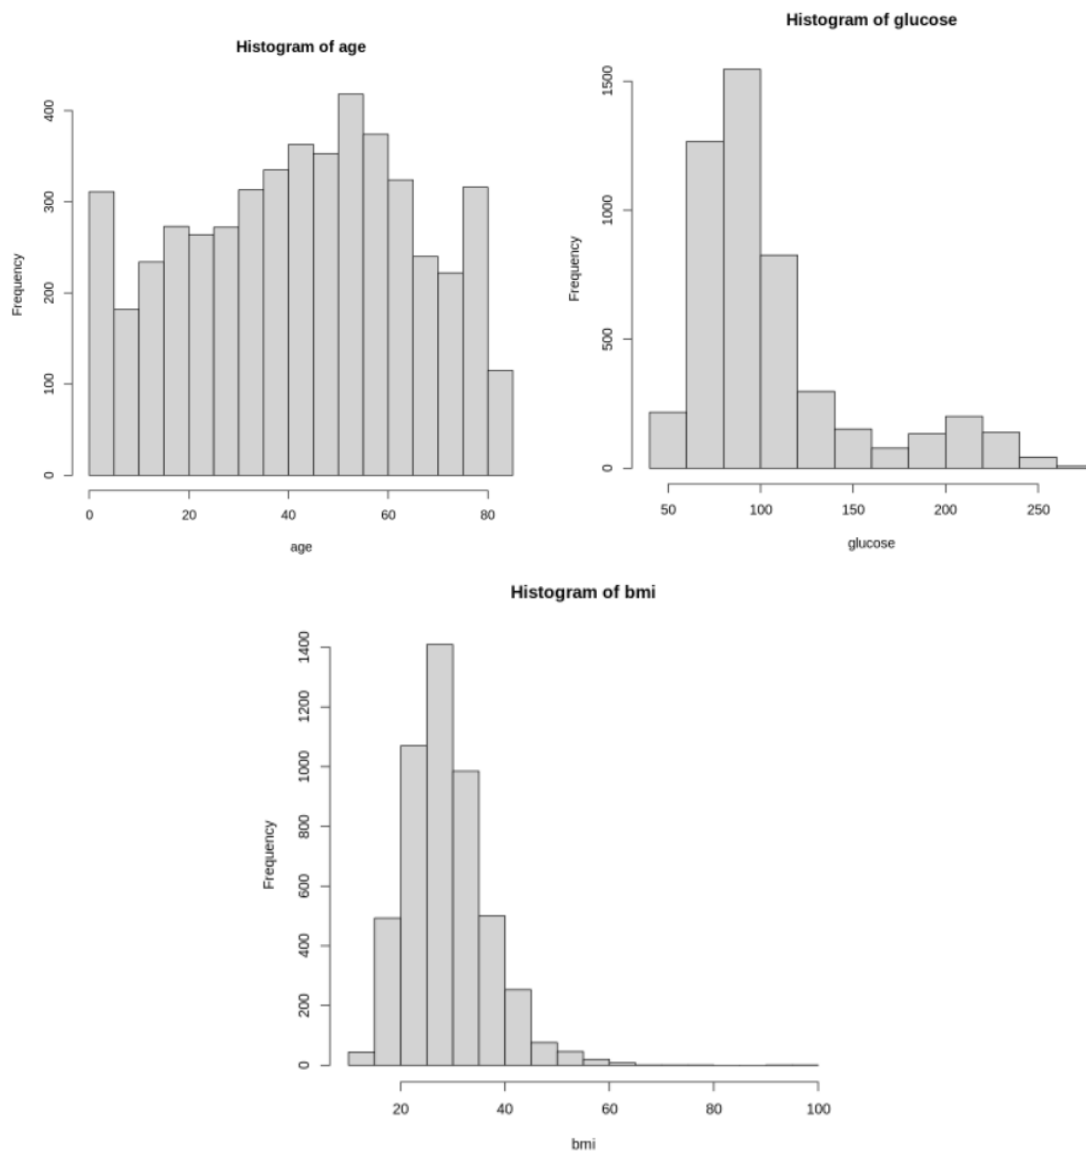 Histogram of age
Frequency
0
100
200
300
400
0 20 40 60 80
age
Histogram of glucose
Frequency
0
500
1000
1500
50 100 150 200 250
glucose
Histogram of bmi
Frequency
0
200
400
600
800
1000
1200
1400
20 40 60 80 100
bmi